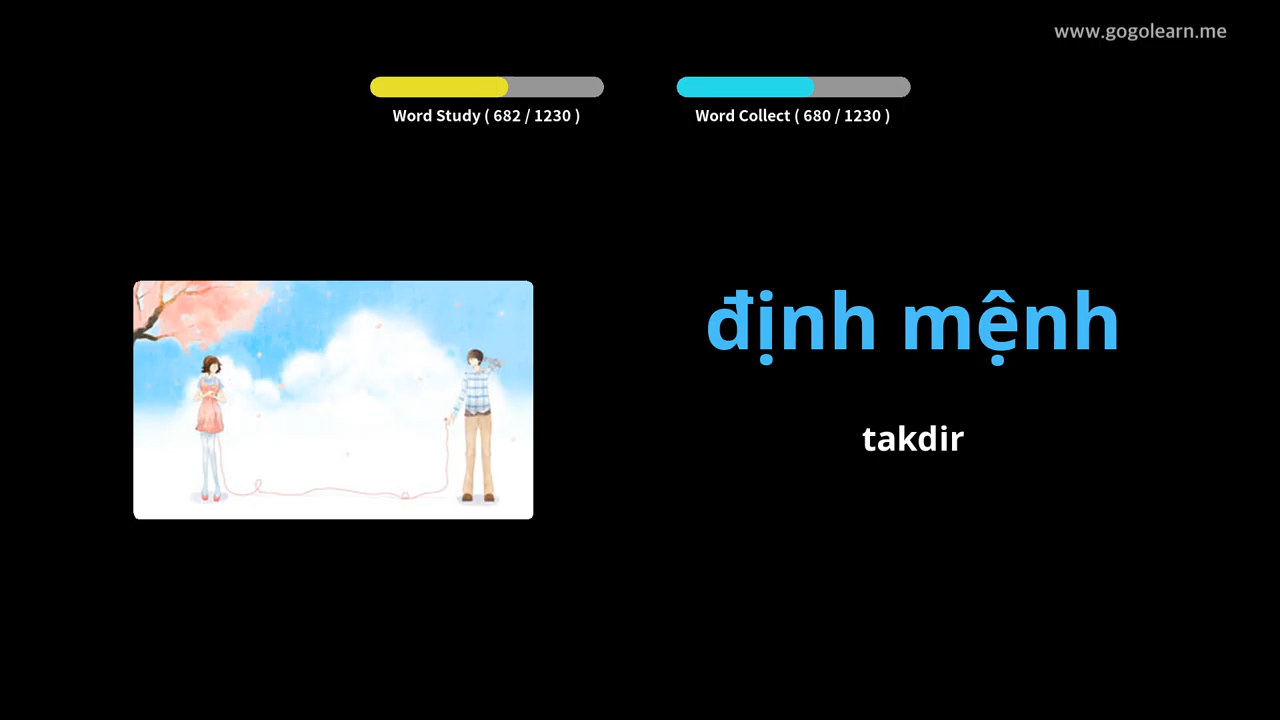 www.gogolearn.me
Word Study ( 682 / 1230 )
Word Collect ( 680 / 1230 )
định mệnh
takdir